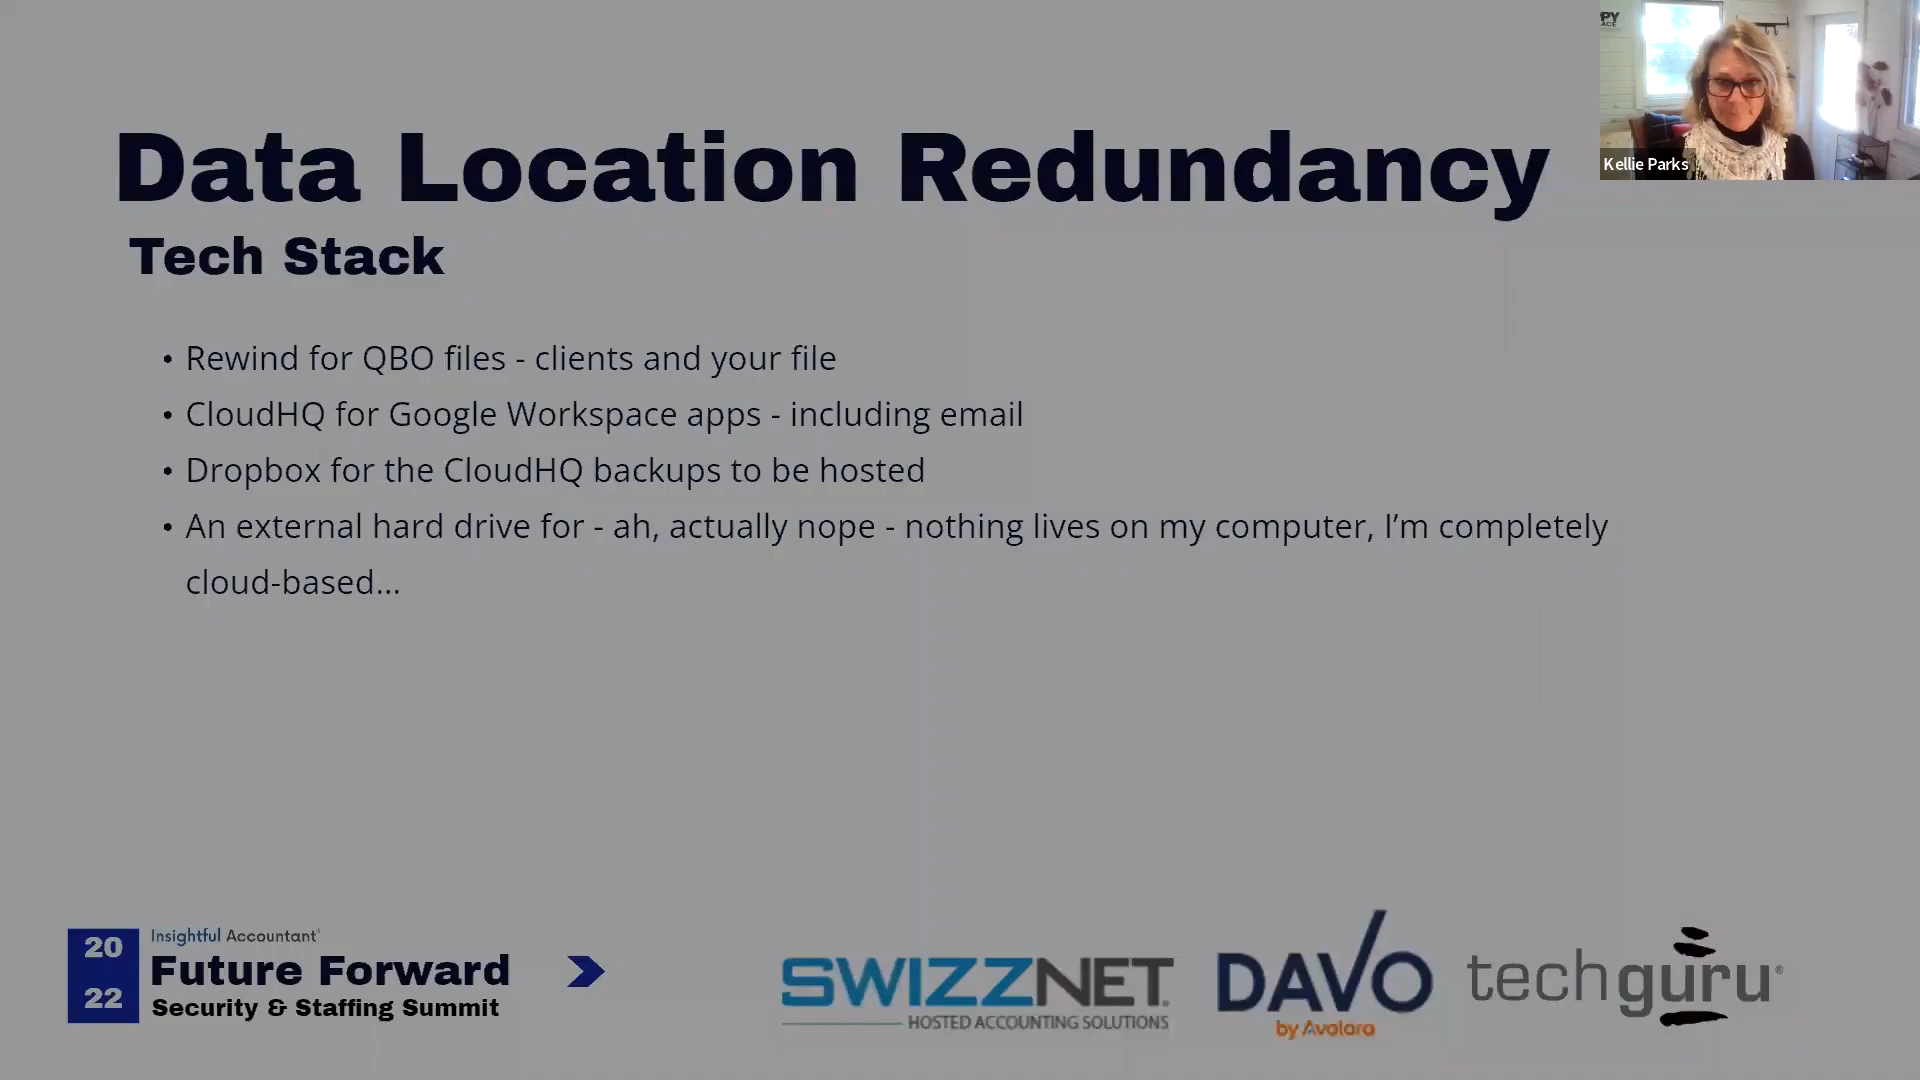 PY
Kellie Parks
Data Location Redundancy
Tech Stack
• Rewind for QBO files - clients and your file
• CloudHQ for Google Workspace apps - including email
• Dropbox for the CloudHQ backups to be hosted
• An external hard drive for - ah, actually nope - nothing lives on my computer, I’m completely
cloud-based...
20
22
Insightful Accountant®
Future Forward
Security & Staffing Summit
SWIZZNET®
HOSTED ACCOUNTING SOLUTIONS
DAVO
by Avalara
techguru®